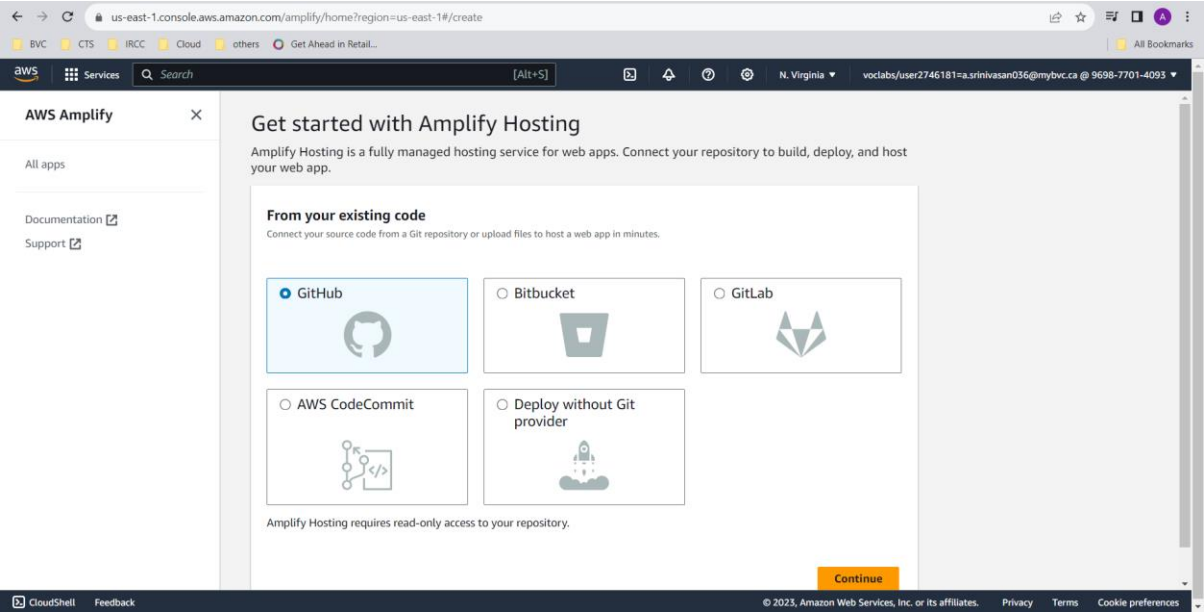 us-east-1.console.aws.amazon.com/amplify/home?region=us-east-1#/create
A
BVC CTS IRCC Cloud others Get Ahead in Retail... All Bookmarks
aws Services Search [Alt+S] N. Virginia voclabs/user2746181=a.srinivasan036@mybvc.ca @ 9698-7701-4093
AWS Amplify
All apps
Documentation
Support
Get started with Amplify Hosting
Amplify Hosting is a fully managed hosting service for web apps. Connect your repository to build, deploy, and host
your web app.
From your existing code
Connect your source code from a Git repository or upload files to host a web app in minutes.
GitHub
Bitbucket
GitLab
AWS CodeCommit
Deploy without Git
provider
Amplify Hosting requires read-only access to your repository.
Continue
CloudShell Feedback © 2023, Amazon Web Services, Inc. or its affiliates. Privacy Terms Cookie preferences